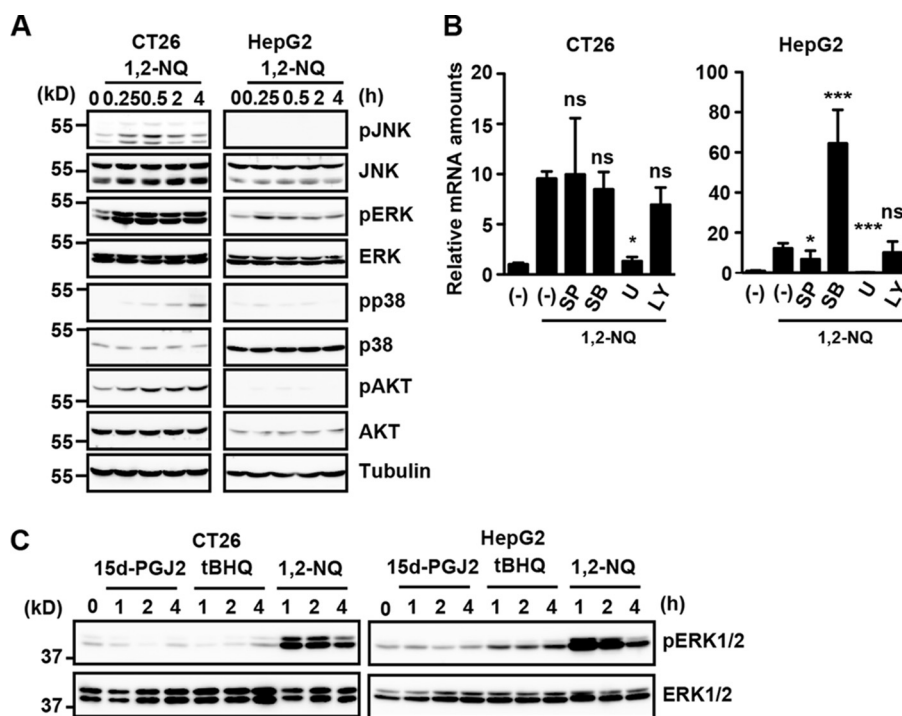 A
CT26 HepG2
1,2-NQ 1,2-NQ
(kD) 0 0.25 0.5 2 4 0 0.25 0.5 2 4 (h)
55 pJNK
55 JNK
55 pERK
ERK
55 pp38
p38
55 pAKT
55 AKT
55 Tubulin
B
CT26
Relative mRNA amounts
20
15
10
5
0
ns
ns
*
(-) (-) SP SB U LY
1,2-NQ
HepG2
100
80
60
40
20
0
***
*
***
ns
(-) (-) SP SB U LY
1,2-NQ
C
CT26 HepG2
15d-PGJ2 tBHQ 1,2-NQ 15d-PGJ2 tBHQ 1,2-NQ
(kD) 0 1 2 4 1 2 4 1 2 4 0 1 2 4 1 2 4 1 2 4 (h)
37 pERK1/2
37 ERK1/2